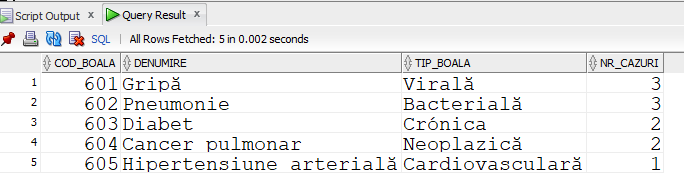 Script Output x Query Result x
SQL | All Rows Fetched: 5 in 0.002 seconds
COD_BOALA DENUMIRE TIP_BOALA NR_CAZURI
1 601 Gripă Virală 3
2 602 Pneumonie Bacterială 3
3 603 Diabet Crónica 2
4 604 Cancer pulmonar Neoplazică 2
5 605 Hipertensiune arterială Cardiovasculară 1